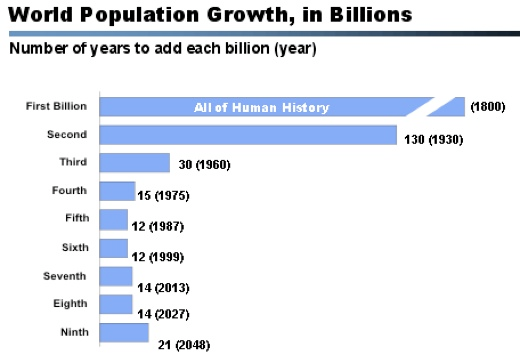 World Population Growth, in Billions
Number of years to add each billion (year)
First Billion All of Human History (1800)
Second 130 (1930)
Third 30 (1960)
Fourth 15 (1975)
Fifth 12 (1987)
Sixth 12 (1999)
Seventh 14 (2013)
Eighth 14 (2027)
Ninth 21 (2048)